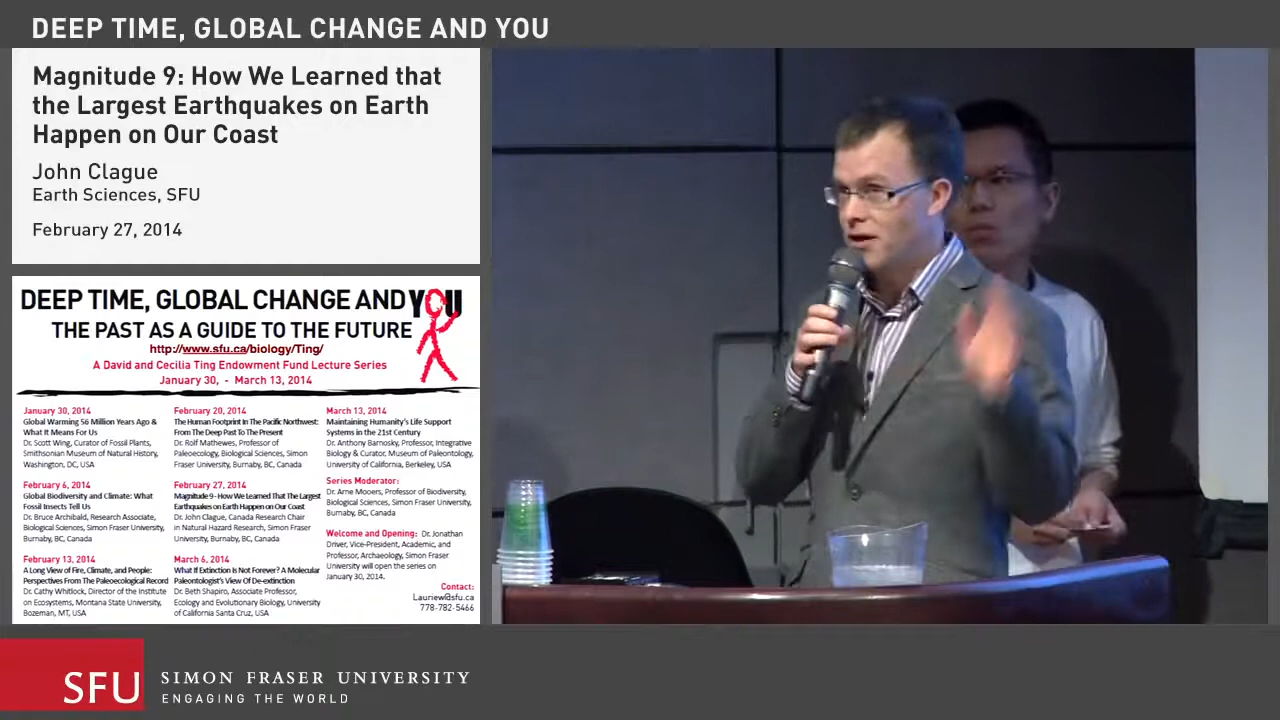 DEEP TIME, GLOBAL CHANGE AND YOU
Magnitude 9: How We Learned that
the Largest Earthquakes on Earth
Happen on Our Coast
John Clague
Earth Sciences, SFU
February 27, 2014
DEEP TIME, GLOBAL CHANGE AND YOU
THE PAST AS A GUIDE TO THE FUTURE
http://www.sfu.ca/biology/Ting/
A David and Cecilia Ting Endowment Fund Lecture Series
January 30, - March 13, 2014
January 30, 2014
Global Warming 56 Million Years Ago &
What It Means For Us
Dr. Scott Wing, Curator of Fossil Plants,
Smithsonian Museum of Natural History,
Washington, DC, USA
February 6, 2014
Global Biodiversity and Climate: What
Fossil Insects Tell Us
Dr. Bruce Archibald, Research Associate,
Biological Sciences, Simon Fraser University,
Burnaby, BC, Canada
February 13, 2014
A Long View of Fire, Climate, and People:
Perspectives From The Paleoecological Record
Dr. Cathy Whitlock, Director of the Institute
on Ecosystems, Montana State University,
Bozeman, MT, USA
February 20, 2014
The Human Footprint In The Pacific Northwest:
From The Deep Past To The Present
Dr. Rolf Mathewes, Professor of
Paleoecology, Biological Sciences, Simon
Fraser University, Burnaby, BC, Canada
February 27, 2014
Magnitude 9 - How We Learned That The Largest
Earthquakes on Earth Happen on Our Coast
Dr. John Clague, Canada Research Chair
in Natural Hazard Research, Simon Fraser
University, Burnaby, BC, Canada
March 6, 2014
What If Extinction Is Not Forever? A Molecular
Paleontologist's View Of De-extinction
Dr. Beth Shapiro, Associate Professor,
Ecology and Evolutionary Biology, University
of California Santa Cruz, USA
March 13, 2014
Maintaining Humanity's Life Support
Systems in the 21st Century
Dr. Anthony Barnosky, Professor, Integrative
Biology & Curator, Museum of Paleontology,
University of California, Berkeley, USA
Series Moderator:
Dr. Arne Mooers, Professor of Biodiversity,
Biological Sciences, Simon Fraser University,
Burnaby, BC, Canada
Welcome and Opening: Dr. Jonathan
Driver, Vice-President, Academic, and
Professor, Archaeology, Simon Fraser
University will open the series on
January 30, 2014.
Contact:
Lauriew@sfu.ca
778-782-5466
SFU
SIMON FRASER UNIVERSITY
ENGAGING THE WORLD